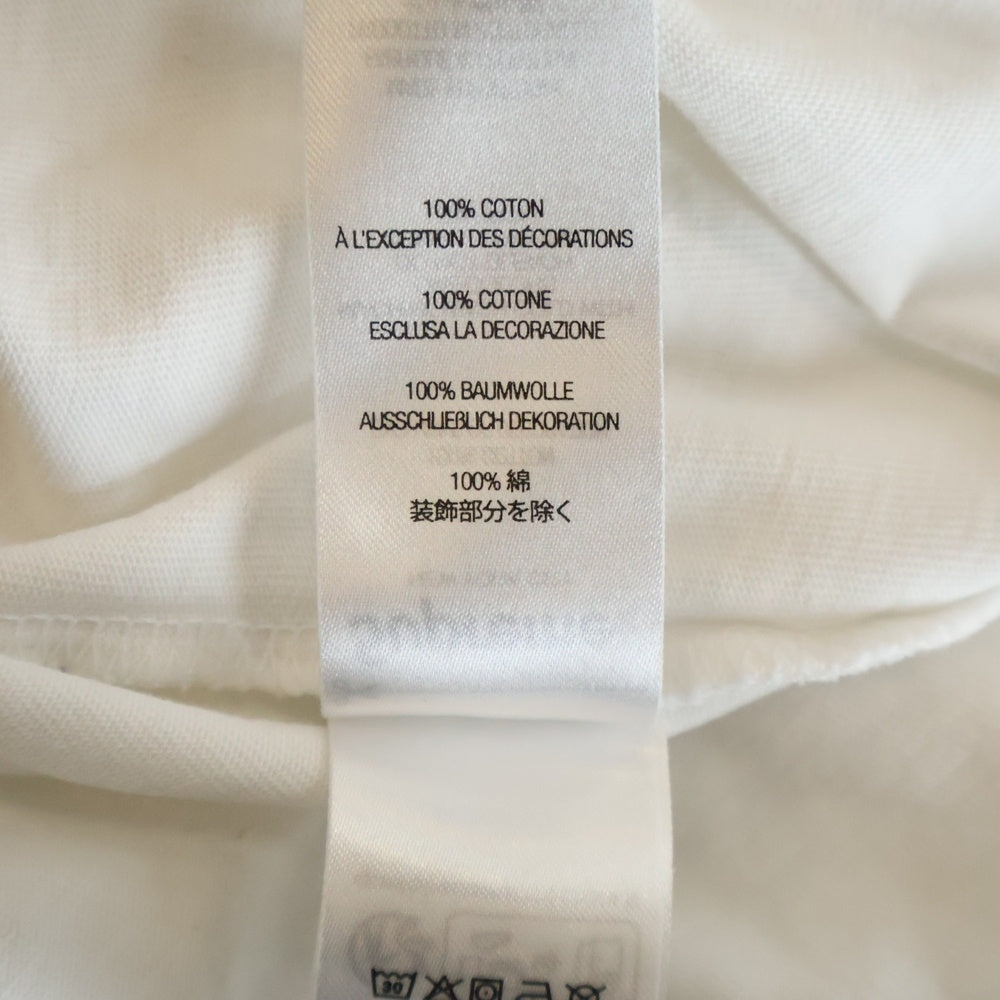 100% COTON
À L'EXCEPTION DES DÉCORATIONS
100% COTONE
ESCLUSA LA DECORAZIONE
100% BAUMWOLLE
AUSSCHLIEßLICH DEKORATION
100% 綿
装飾部分を除く
30